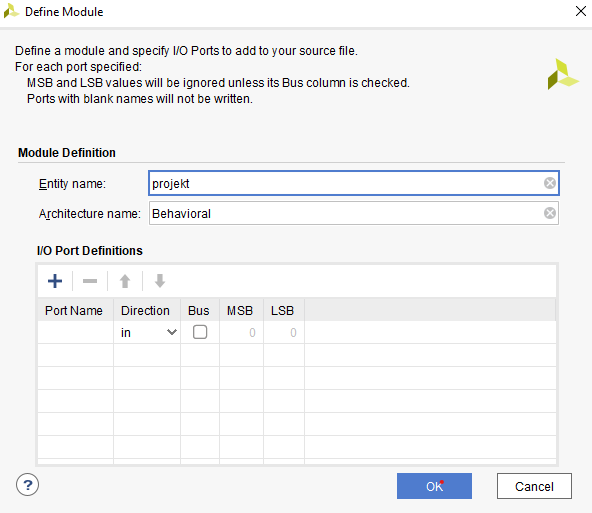 Define Module
Define a module and specify I/O Ports to add to your source file.
For each port specified:
MSB and LSB values will be ignored unless its Bus column is checked.
Ports with blank names will not be written.
Module Definition
Entity name: projekt
Architecture name: Behavioral
I/O Port Definitions
Port Name Direction Bus MSB LSB
in 0 0
? OK Cancel